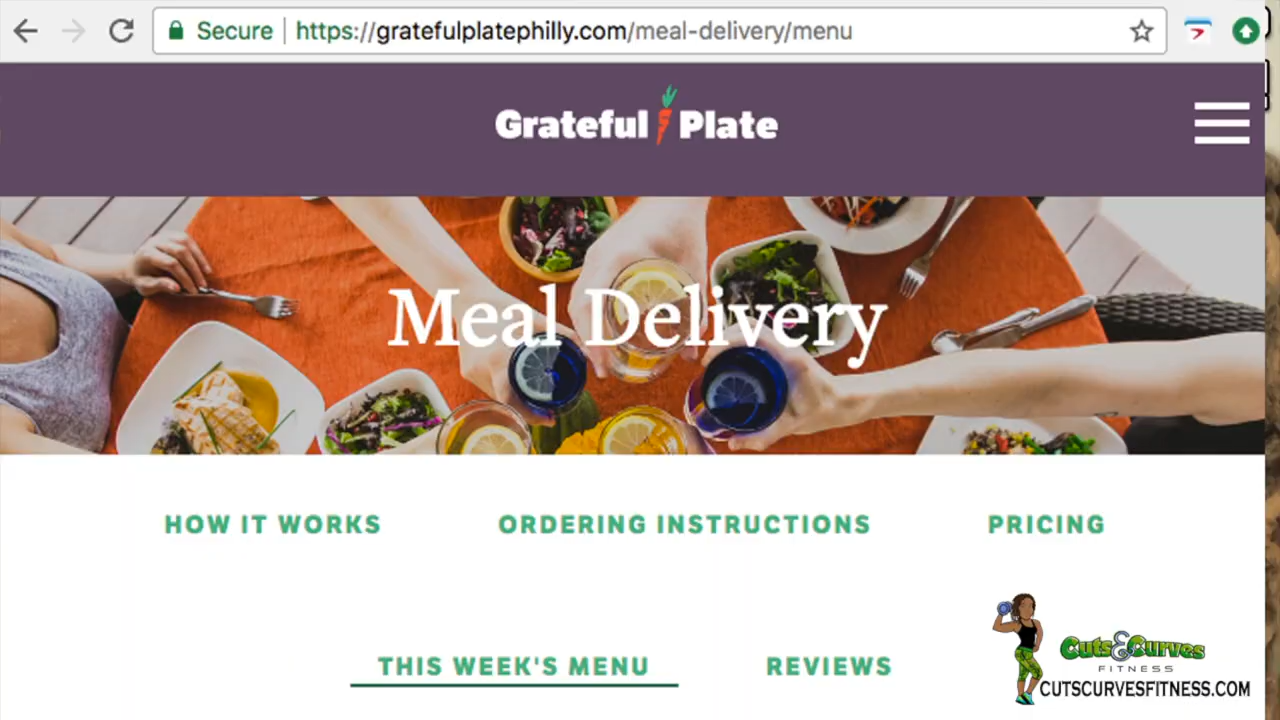 Secure | https://gratefulplatephilly.com/meal-delivery/menu
Grateful Plate
Meal Delivery
HOW IT WORKS
ORDERING INSTRUCTIONS
PRICING
THIS WEEK'S MENU
REVIEWS
Cuts&Curves
FITNESS
CUTSCURVESFITNESS.COM